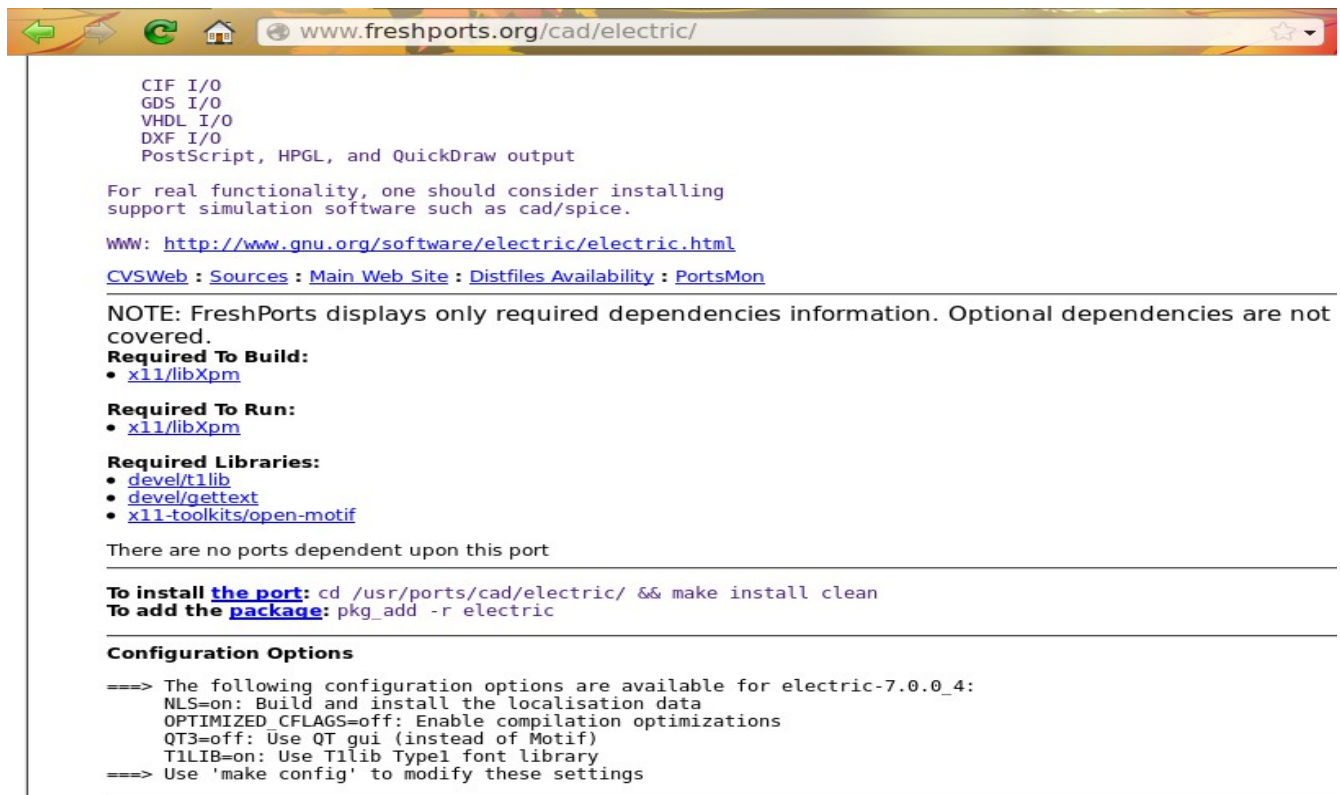 www.freshports.org/cad/electric/
CIF I/O
GDS I/O
VHDL I/O
DXF I/O
PostScript, HPGL, and QuickDraw output
For real functionality, one should consider installing
support simulation software such as cad/spice.
WWW: http://www.gnu.org/software/electric/electric.html
CVSWeb : Sources : Main Web Site : Distfiles Availability : PortsMon
NOTE: FreshPorts displays only required dependencies information. Optional dependencies are not
covered.
Required To Build:
• x11/libXpm
Required To Run:
• x11/libXpm
Required Libraries:
• devel/t1lib
• devel/gettext
• x11-toolkits/open-motif
There are no ports dependent upon this port
To install the port: cd /usr/ports/cad/electric/ && make install clean
To add the package: pkg_add -r electric
Configuration Options
===> The following configuration options are available for electric-7.0.0_4:
NLS=on: Build and install the localisation data
OPTIMIZED_CFLAGS=off: Enable compilation optimizations
QT3=off: Use QT gui (instead of Motif)
T1LIB=on: Use T1lib Type1 font library
===> Use 'make config' to modify these settings